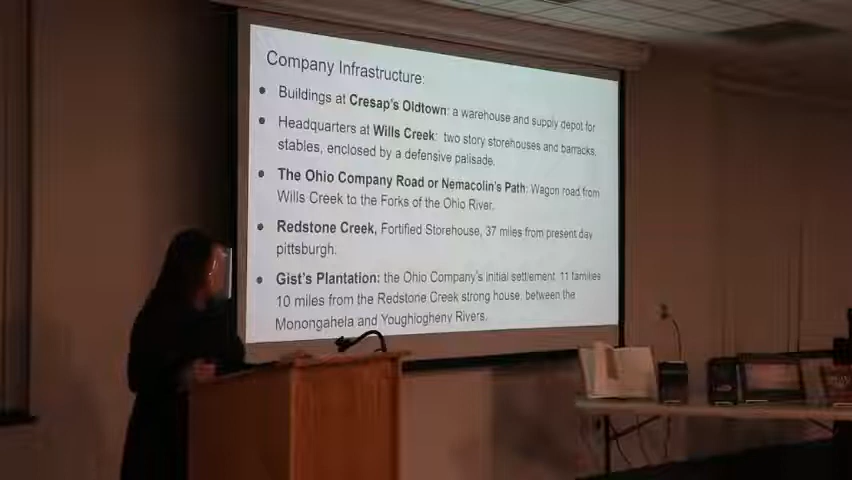 Company Infrastructure:
• Buildings at Cresap's Oldtown: a warehouse and supply depot for
• Headquarters at Wills Creek: two story storehouses and barracks,
stables, enclosed by a defensive palisade.
• The Ohio Company Road or Nemacolin's Path: Wagon road from
Wills Creek to the Forks of the Ohio River.
• Redstone Creek, Fortified Storehouse, 37 miles from present day
pittsburgh.
• Gist's Plantation: the Ohio Company's initial settlement, 11 families
10 miles from the Redstone Creek strong house, between the
Monongahela and Youghiogheny Rivers.